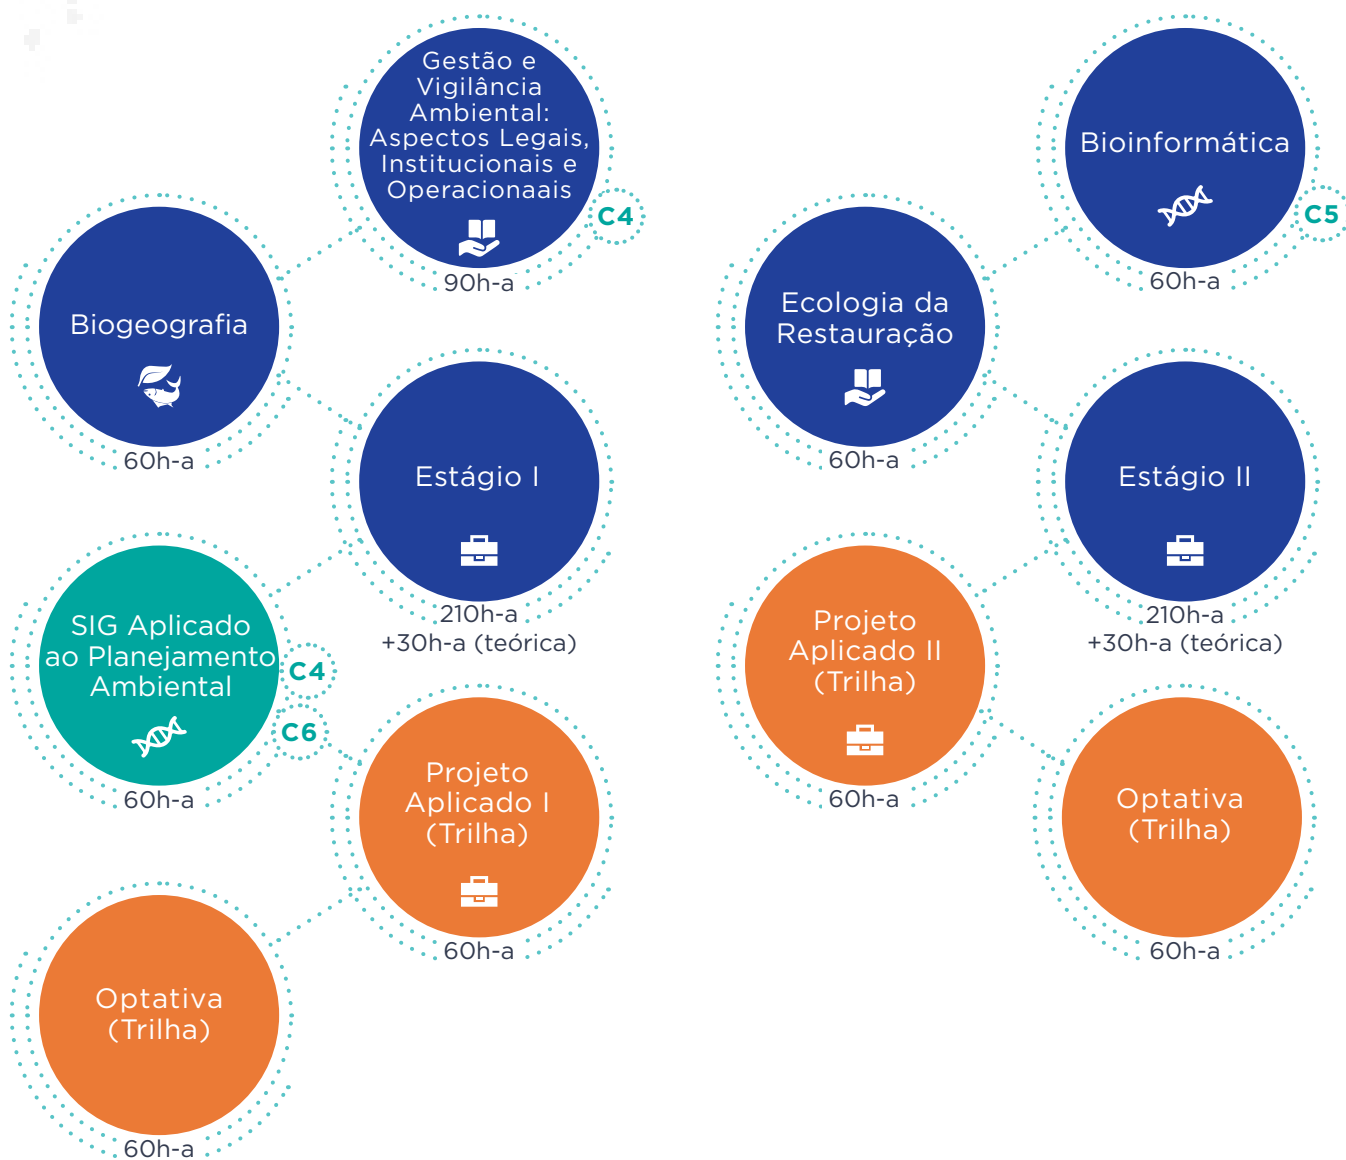 Gestão e
Vigilância
Ambiental:
Aspectos Legais,
Institucionais e
Operacionaais
C4
90h-a
Biogeografia
60h-a
Estágio I
210h-a
+30h-a (teórica)
SIG Aplicado
ao Planejamento
Ambiental
C4
C6
60h-a
Projeto
Aplicado I
(Trilha)
60h-a
Optativa
(Trilha)
60h-a
Bioinformática
C5
60h-a
Ecologia da
Restauração
60h-a
Estágio II
210h-a
+30h-a (teórica)
Projeto
Aplicado II
(Trilha)
60h-a
Optativa
(Trilha)
60h-a